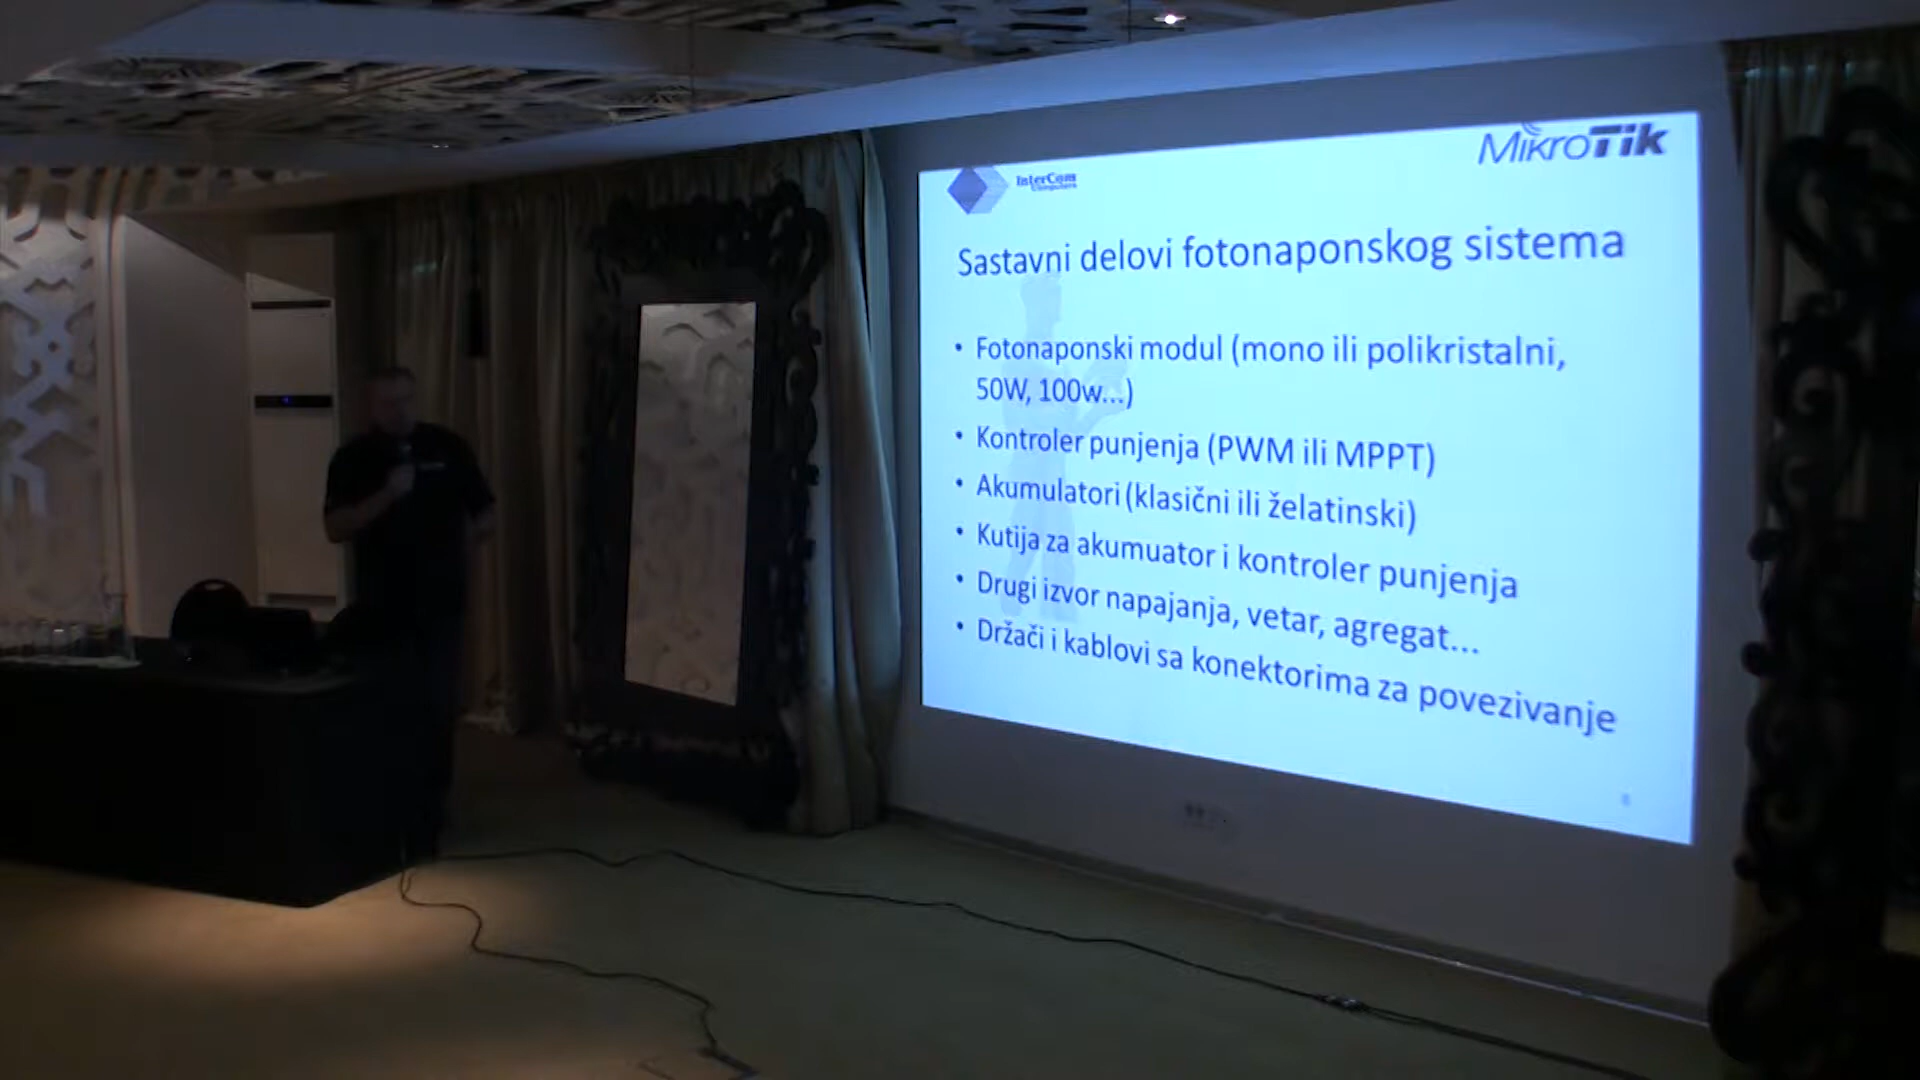 MikroTik
InterCom
Computers
Sastavni delovi fotonaponskog sistema
• Fotonaponski modul (mono ili polikristalni,
50W, 100w...)
• Kontroler punjenja (PWM ili MPPT)
• Akumulatori (klasični ili želatinski)
• Kutija za akumuator i kontroler punjenja
• Drugi izvor napajanja, vetar, agregat...
• Držači i kablovi sa konektorima za povezivanje